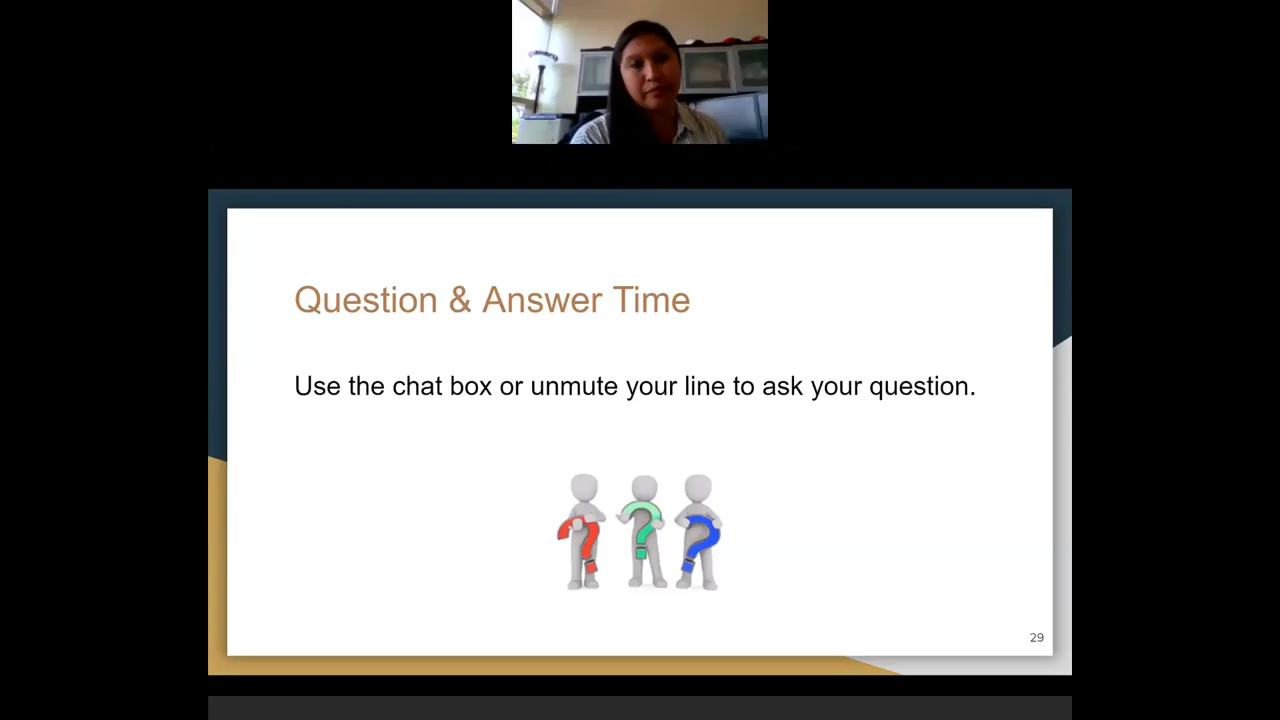 Question & Answer Time
Use the chat box or unmute your line to ask your question.
29